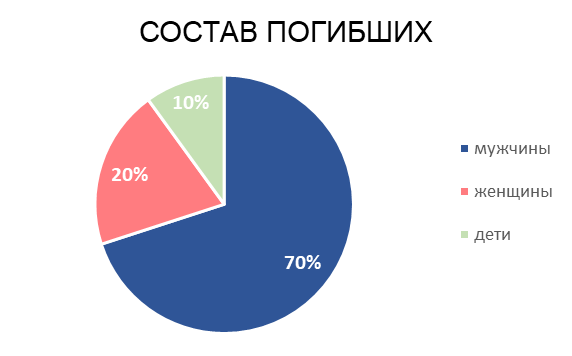 СОСТАВ ПОГИБШИХ
10%
20%
70%
мужчины
женщины
дети